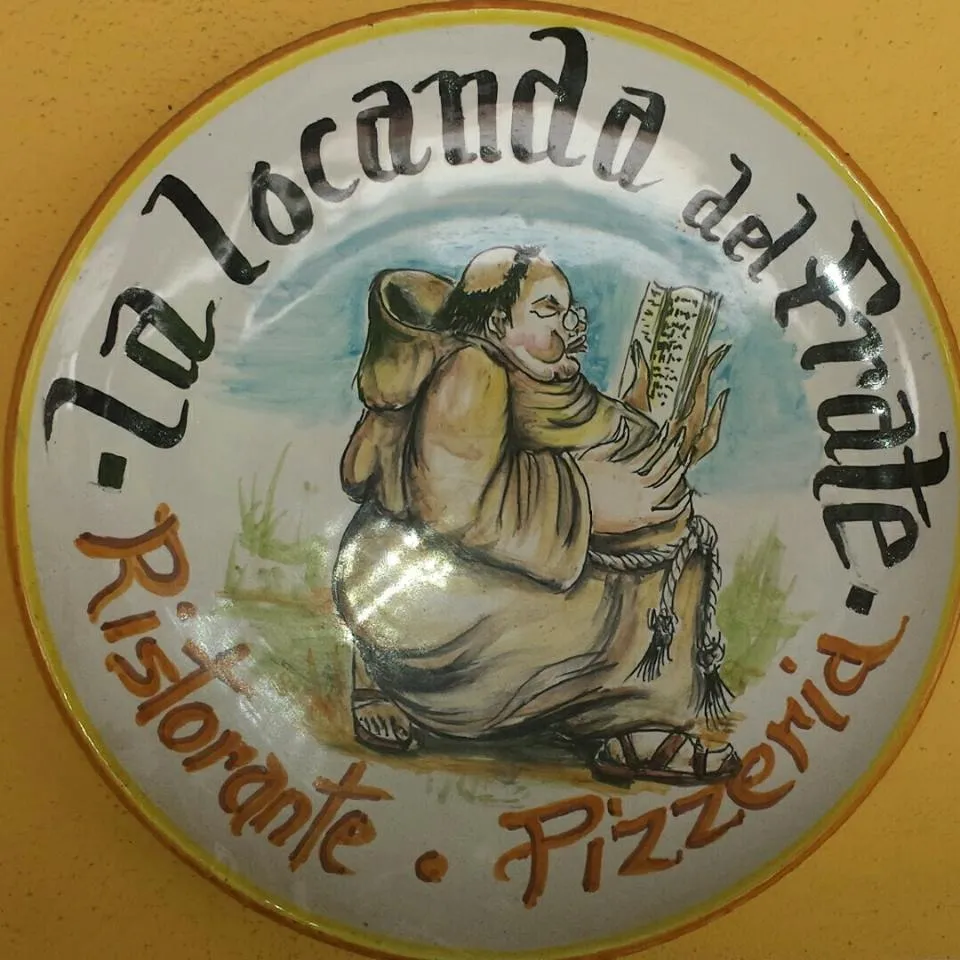 La locanda del Frate
Ristorante • Pizzeria